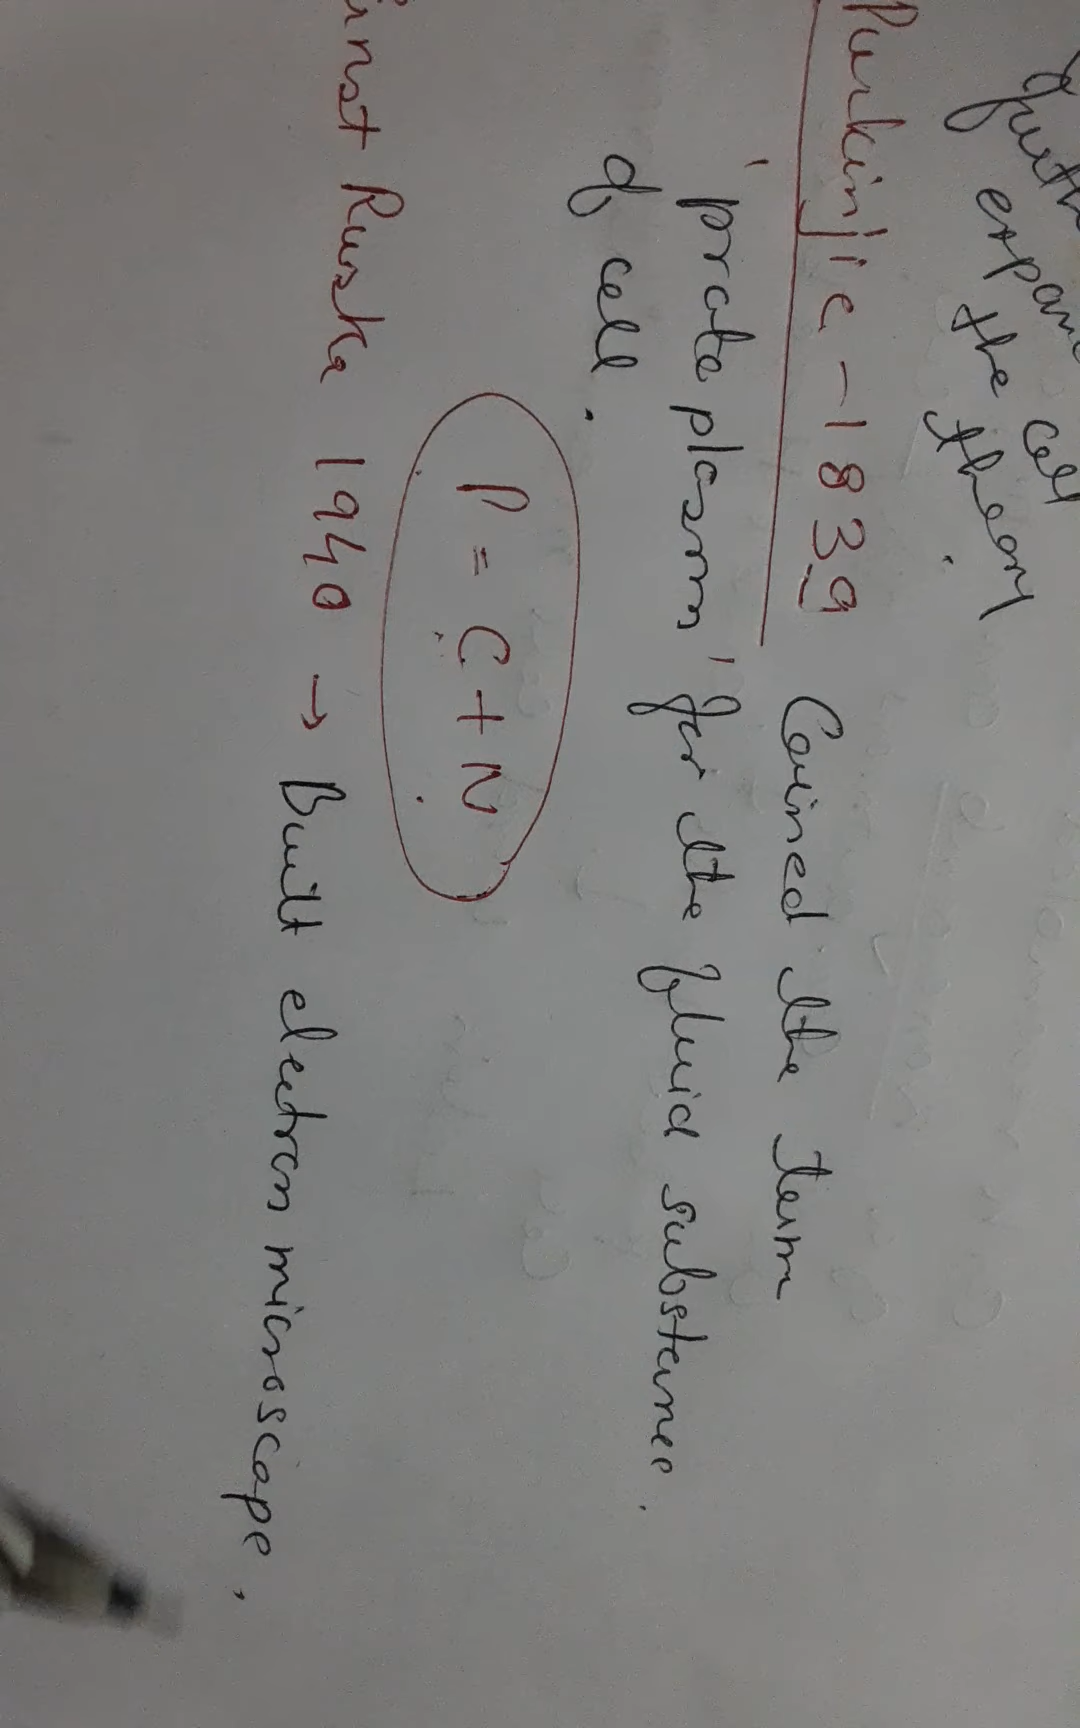 expand the cell
theory.
Purkinjie - 1839 Coined the term
'protoplasm' for the fluid substance.
of cell.
P = C + N
Ruska 1940 → Built electron microscope.